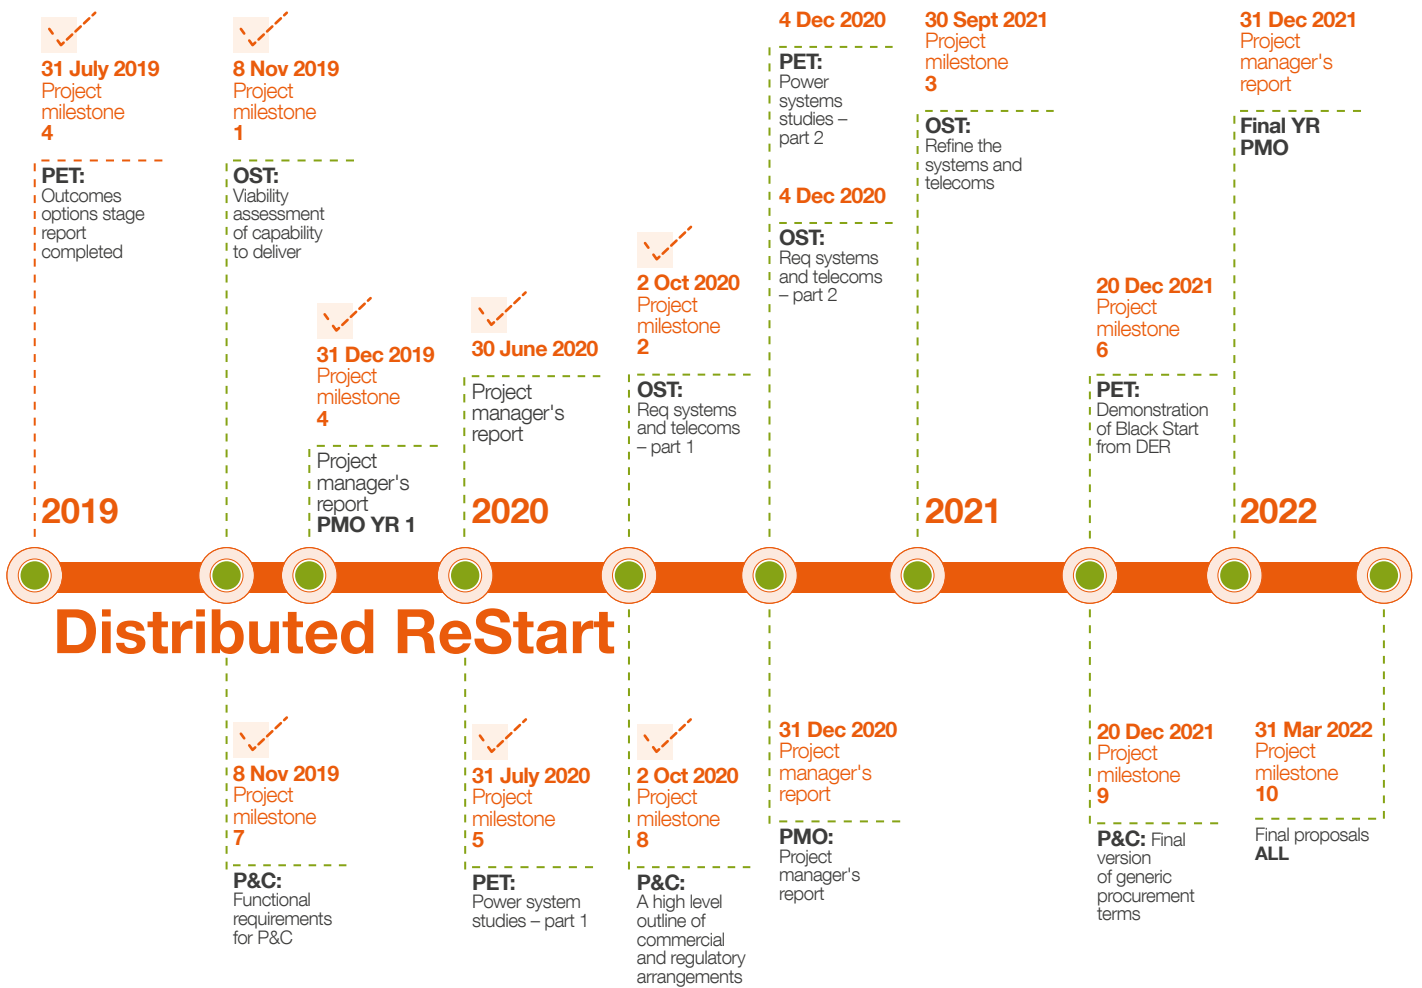 31 July 2019
Project
milestone
4
PET:
Outcomes
options stage
report
completed
8 Nov 2019
Project
milestone
1
OST:
Viability
assessment
of capability
to deliver
31 Dec 2019
Project
milestone
4
Project
manager's
report
PMO YR 1
30 June 2020
Project
manager's
report
2 Oct 2020
Project
milestone
2
OST:
Req systems
and telecoms
– part 1
4 Dec 2020
PET:
Power
systems
studies –
part 2
4 Dec 2020
OST:
Req systems
and telecoms
– part 2
30 Sept 2021
Project
milestone
3
OST:
Refine the
systems and
telecoms
20 Dec 2021
Project
milestone
6
PET:
Demonstration
of Black Start
from DER
31 Dec 2021
Project
manager's
report
Final YR
PMO
2019
2020
2021
2022
Distributed ReStart
8 Nov 2019
Project
milestone
7
P&C:
Functional
requirements
for P&C
31 July 2020
Project
milestone
5
PET:
Power system
studies – part 1
2 Oct 2020
Project
milestone
8
P&C:
A high level
outline of
commercial
and regulatory
arrangements
31 Dec 2020
Project
manager's
report
PMO:
Project
manager's
report
20 Dec 2021
Project
milestone
9
P&C: Final
version
of generic
procurement
terms
31 Mar 2022
Project
milestone
10
Final proposals
ALL